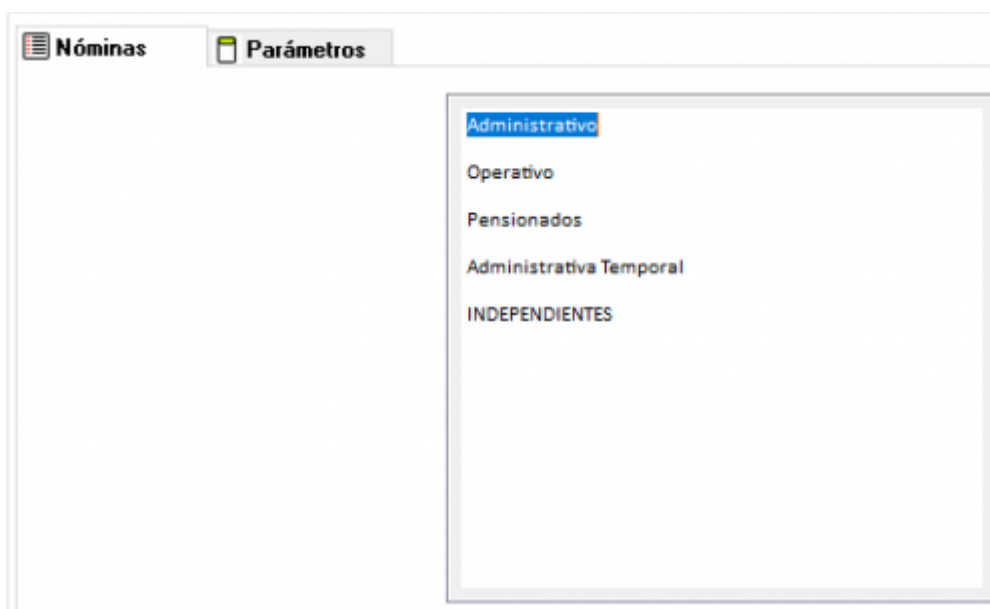 Nóminas Parámetros
Administrativo
Operativo
Pensionados
Administrativa Temporal
INDEPENDIENTES